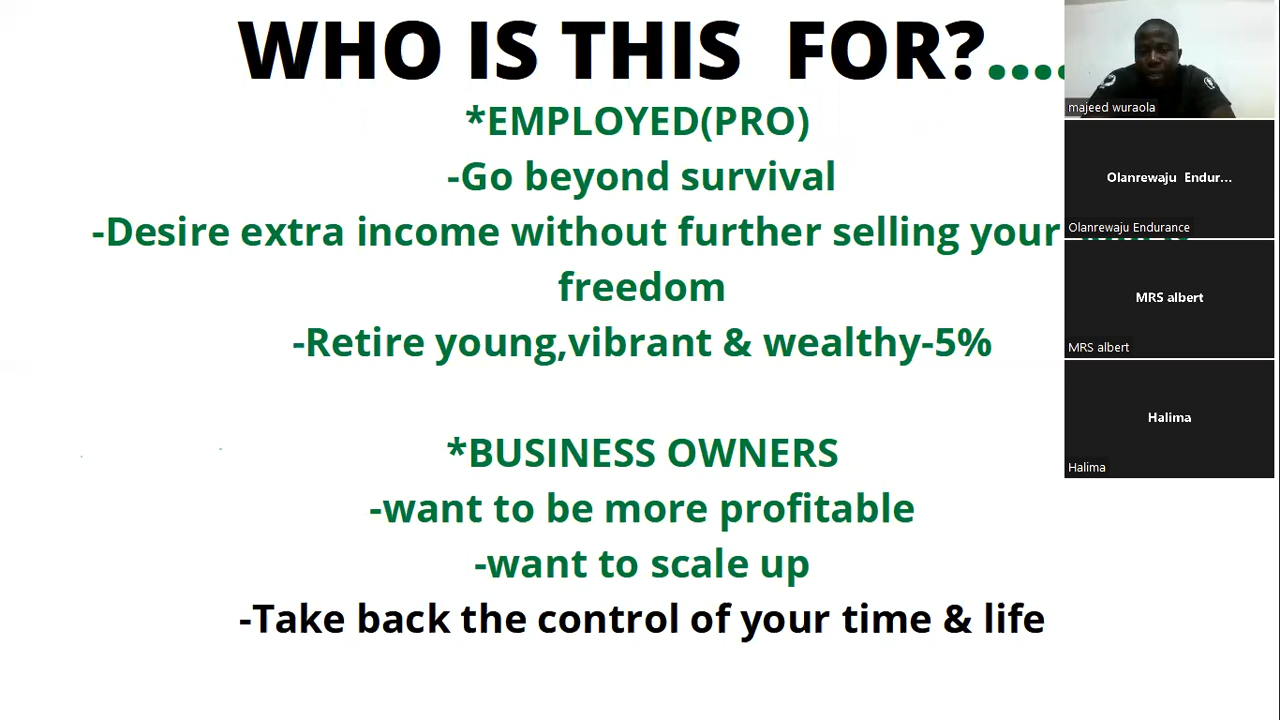 WHO IS THIS  FOR?....
*EMPLOYED(PRO)
-Go beyond survival
-Desire extra income without further selling your
freedom
-Retire young,vibrant & wealthy-5%
*BUSINESS OWNERS
-want to be more profitable
-want to scale up
-Take back the control of your time & life
majeed wuraola
Olanrewaju  Endur...
Olanrewaju Endurance
MRS albert
MRS albert
Halima
Halima